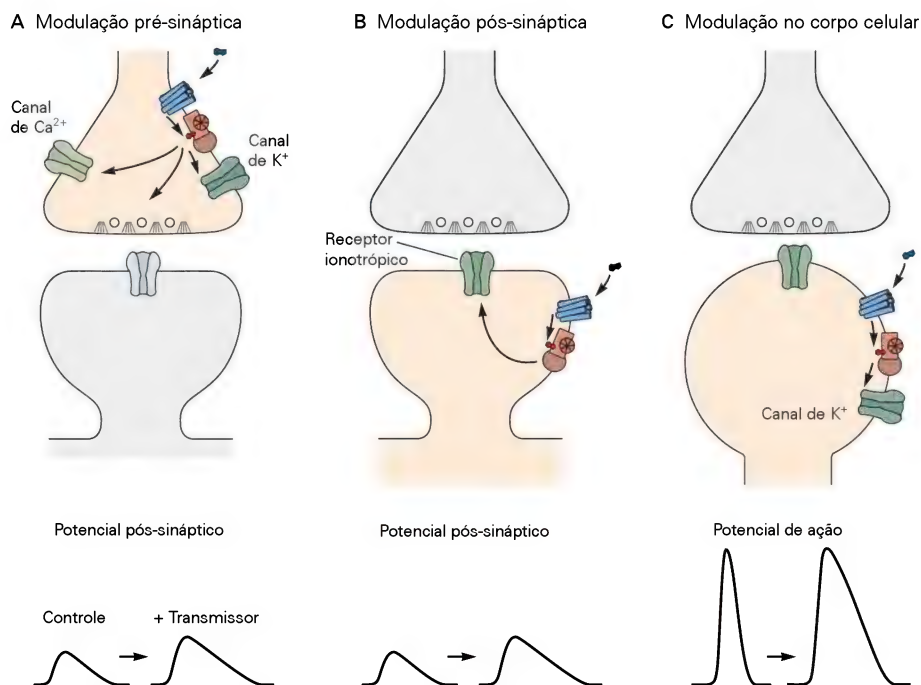 A Modulação pré-sináptica
B Modulação pós-sináptica
C Modulação no corpo celular
Canal
de Ca²⁺
Canal
de K⁺
Receptor
ionotrópico
Canal de K⁺
Potencial pós-sináptico
Potencial pós-sináptico
Potencial de ação
Controle
+ Transmissor